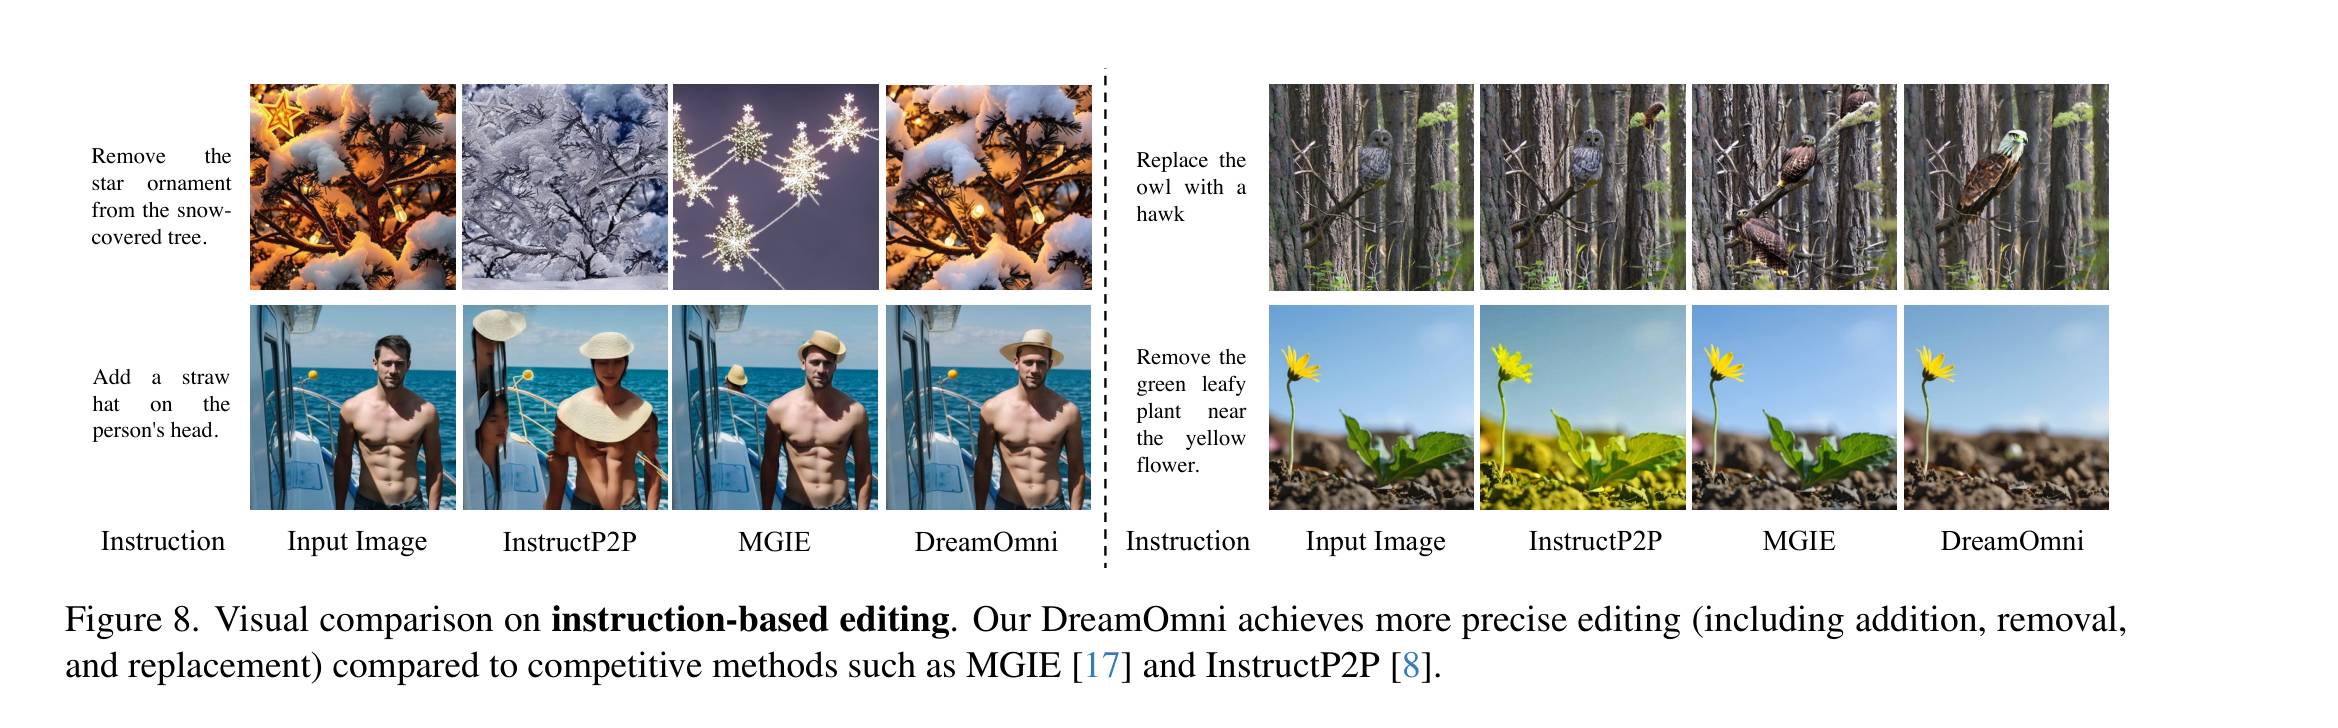 Remove the
star ornament
from the snow-
covered tree.
Add a straw
hat on the
person's head.
Instruction
Input Image
InstructP2P
MGIE
DreamOmni
Replace the
owl with a
hawk
Remove the
green leafy
plant near
the yellow
flower.
Instruction
Input Image
InstructP2P
MGIE
DreamOmni
Figure 8. Visual comparison on instruction-based editing. Our DreamOmni achieves more precise editing (including addition, removal,
and replacement) compared to competitive methods such as MGIE [17] and InstructP2P [8].